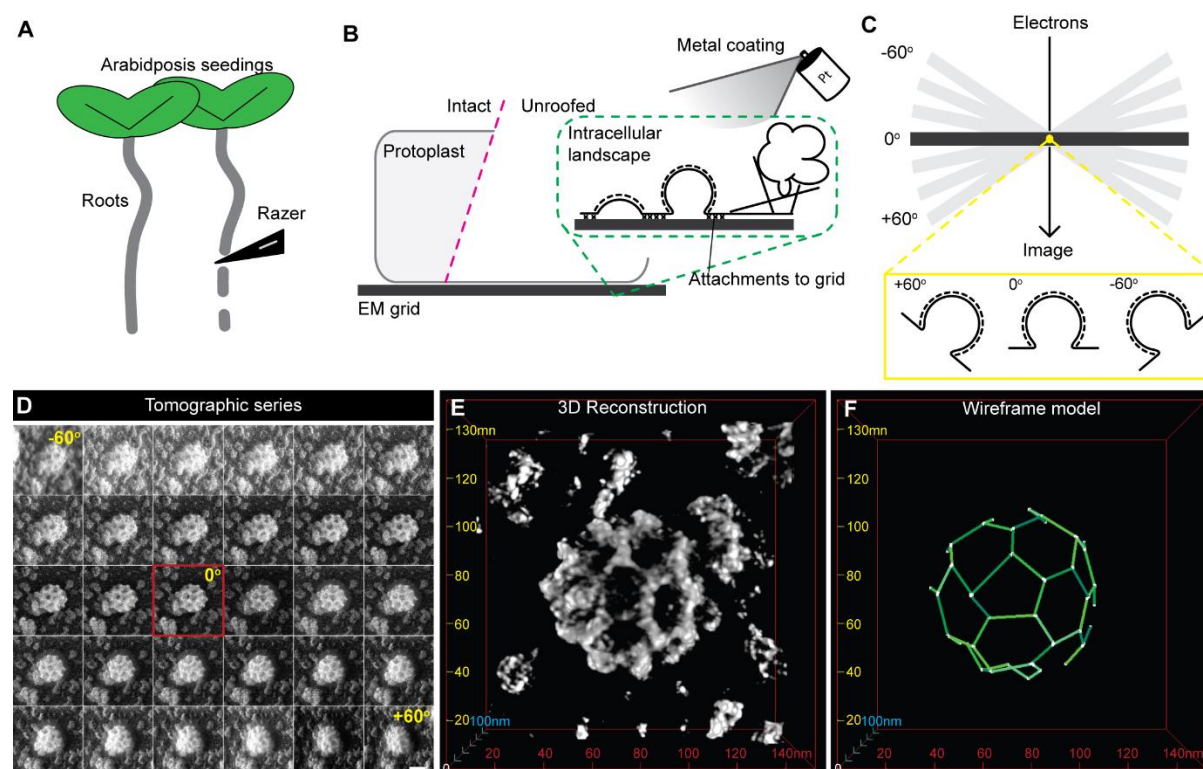 A
Arabidposis seedings
Roots
Razer
B
Metal coating
Pt
Intact
Unroofed
Protoplast
Intracellular
landscape
Attachments to grid
EM grid
C
Electrons
-60°
0°
+60°
Image
+60°
0°
-60°
D
Tomographic series
-60°
0°
+60°
E
3D Reconstruction
130mn
120
100
80
60
40
20
100nm
0
20
40
60
80
100
120
140nm
F
Wireframe model
130mn
120
100
80
60
40
20
100nm
0
20
40
60
80
100
120
140nm